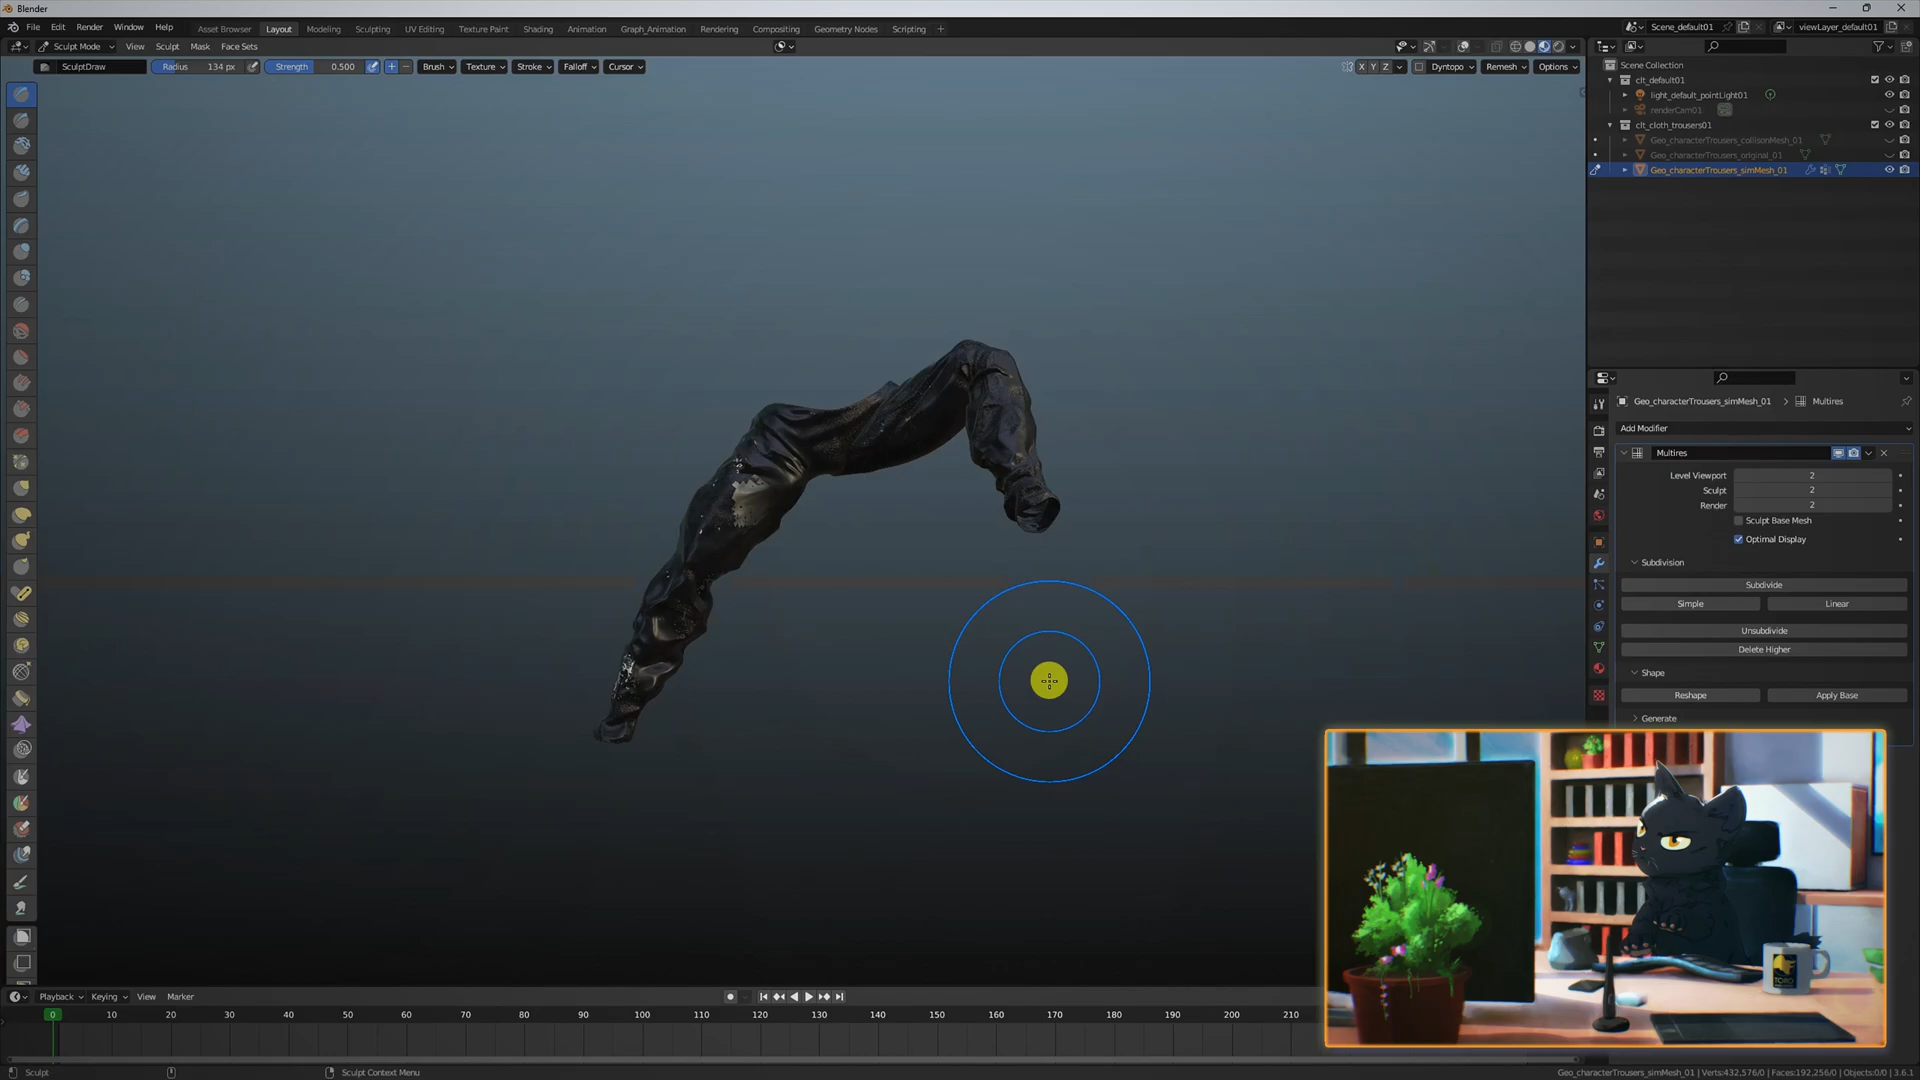 Blender
File Edit Render Window Help
Asset Browser Layout Modeling Sculpting UV Editing Texture Paint Shading Animation Graph_Animation Rendering Compositing Geometry Nodes Scripting +
Scene_default01 viewLayer_default01
Sculpt Mode View Sculpt Mask Face Sets
SculptDraw Radius 134 px Strength 0.500 + − Brush Texture Stroke Falloff Cursor
X Y Z Dyntopo Remesh Options
Scene Collection
clt_default01
light_default_pointLight01
renderCam01
clt_cloth_trousers01
Geo_characterTrousers_collisonMesh_01
Geo_characterTrousers_original_01
Geo_characterTrousers_simMesh_01
Geo_characterTrousers_simMesh_01 > Multires
Add Modifier
Multires
Level Viewport 2
Sculpt 2
Render 2
Sculpt Base Mesh
Optimal Display
Subdivision
Subdivide
Simple Linear
Unsubdivide
Delete Higher
Shape
Reshape Apply Base
Generate
TORO
Playback Keying View Marker
0 10 20 30 40 50 60 70 80 90 100 110 120 130 140 150 160 170 180 190 200 210
Sculpt Sculpt Context Menu
Geo_characterTrousers_simMesh_01 | Verts:432,576/0 | Faces:192,256/0 | Objects:0/0 | 3.6.1